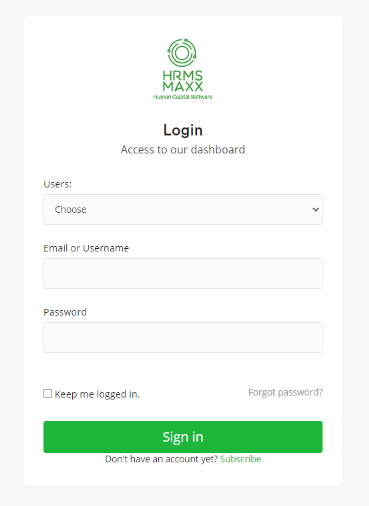 HRMS
MAXX
Human Capital Software
Login
Access to our dashboard
Users:
Choose
Email or Username
Password
Keep me logged in.
Forgot password?
Sign in
Don't have an account yet? Subscribe